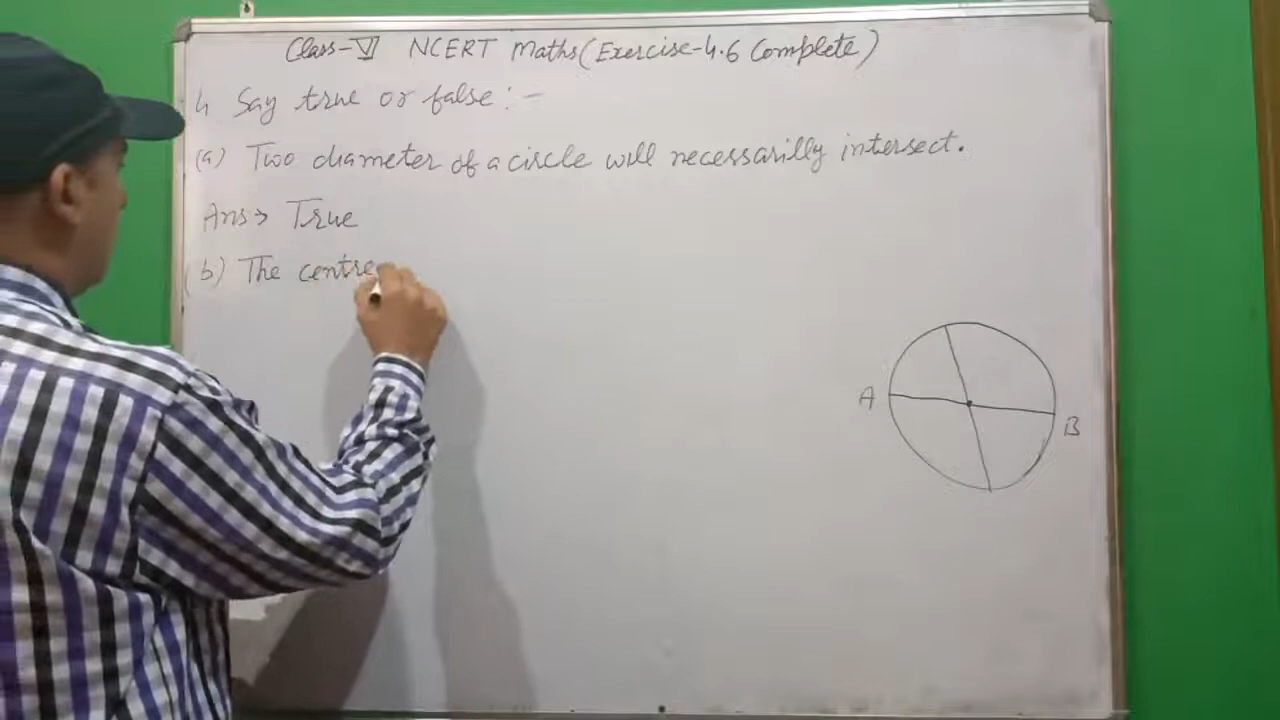 Class-VI NCERT Maths (Exercise-4.6 Complete)
4 Say true or false:-
(a) Two diameter of a circle will necessarilly intersect.
Ans> True
(b) The centre
A
B